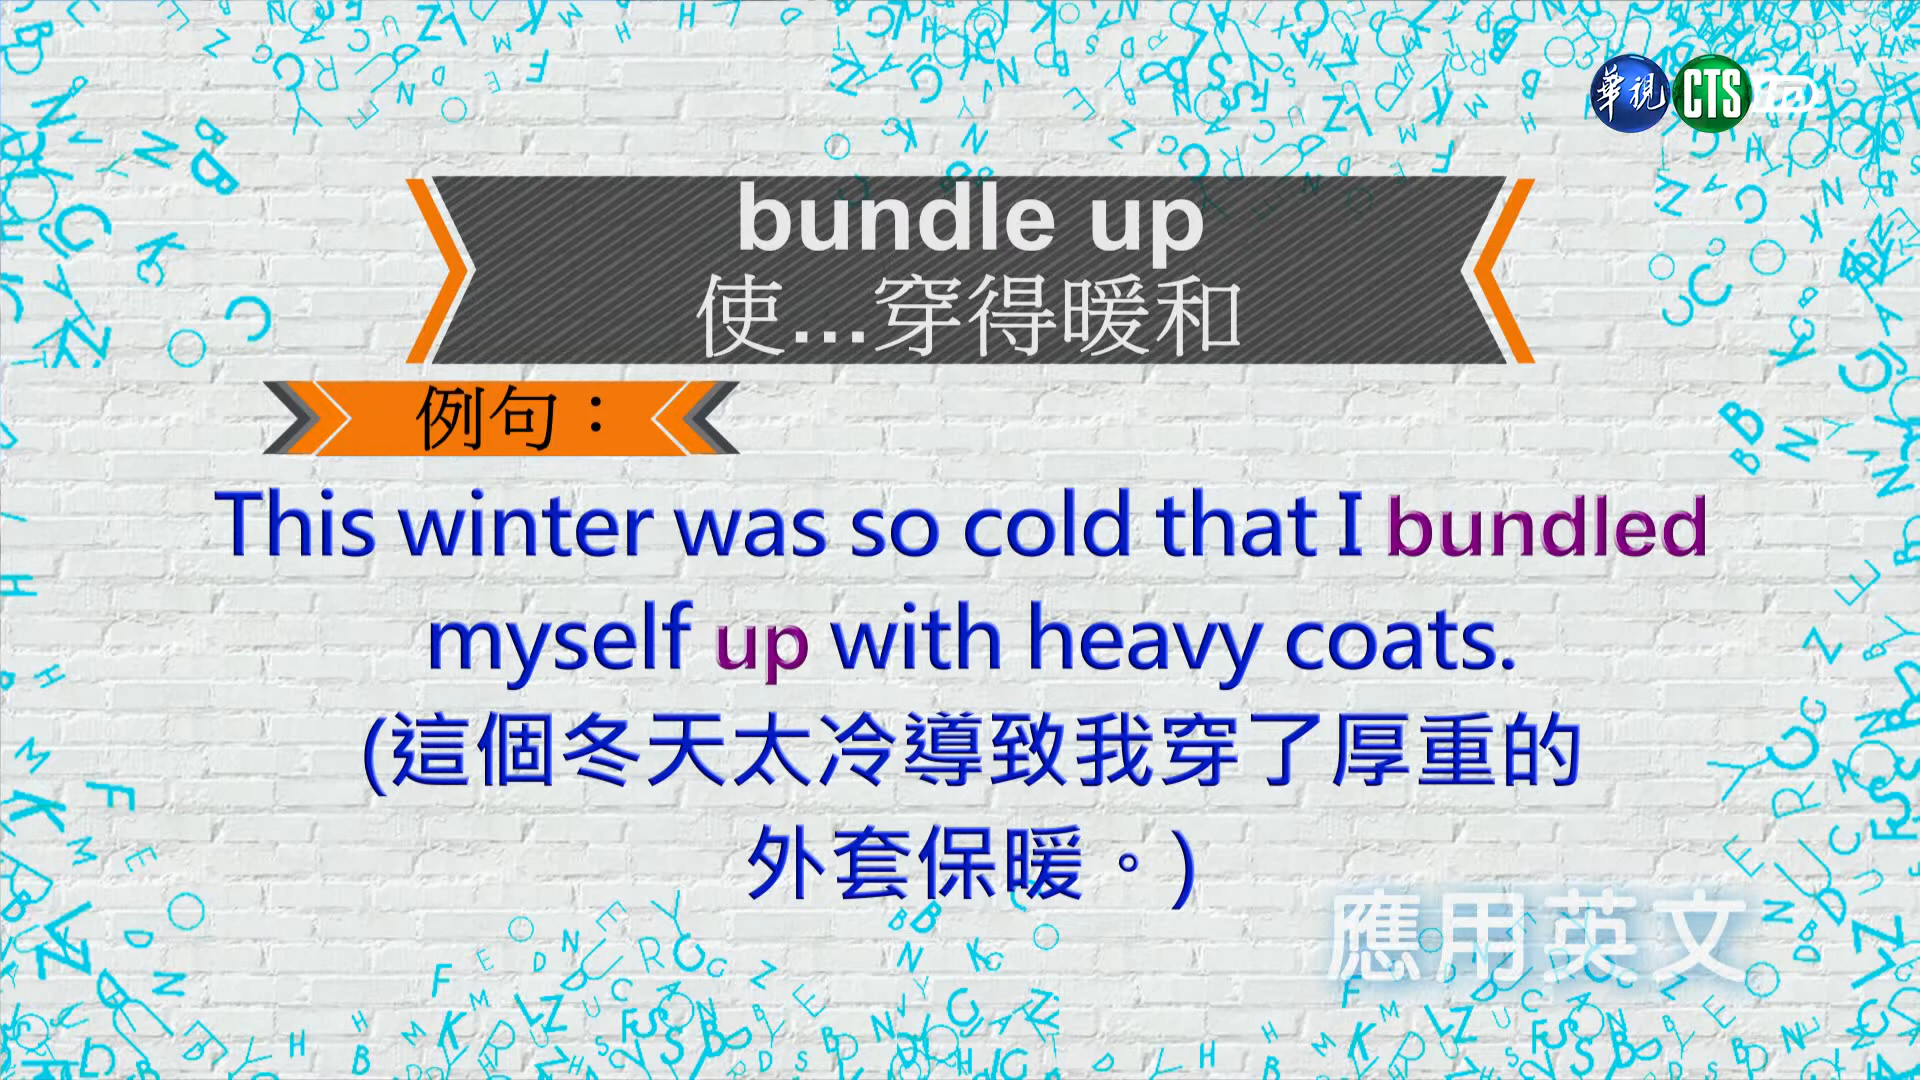 華視 CTS
bundle up
使...穿得暖和
例句：
This winter was so cold that I bundled
myself up with heavy coats.
(這個冬天太冷導致我穿了厚重的
外套保暖。)
應用英文